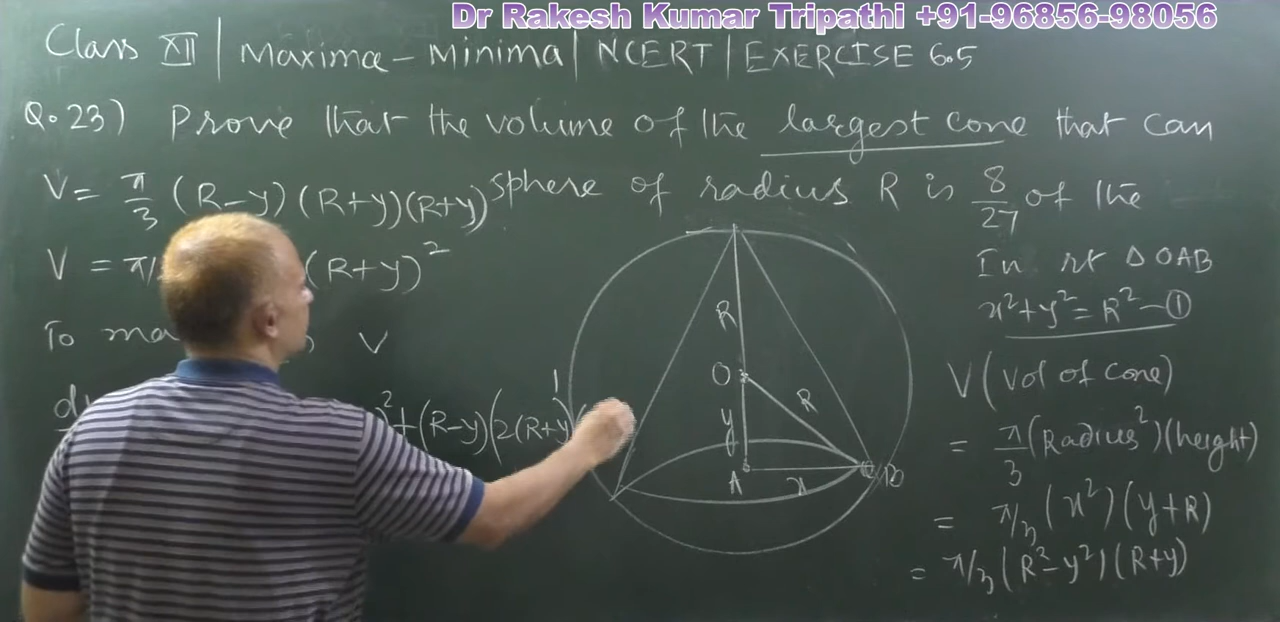 Dr Rakesh Kumar Tripathi +91-96856-98056
Class XII | Maxima-Minima | NCERT | EXERCISE 6.5
Q.23) Prove that the volume of the largest cone that can
sphere of radius R is 8/27 of the
V = π/3 (R-y)(R+y)(R+y)
V = π/ (R+y)²
To V
+(R-y)(2(R+y)¹
R
O
R
y
A
x
B
In rt △OAB
x²+y²=R²-①
V(Vol of cone)
= π/3 (Radius²)(height)
= π/3 (x²)(y+R)
= π/3 (R²-y²)(R+y)